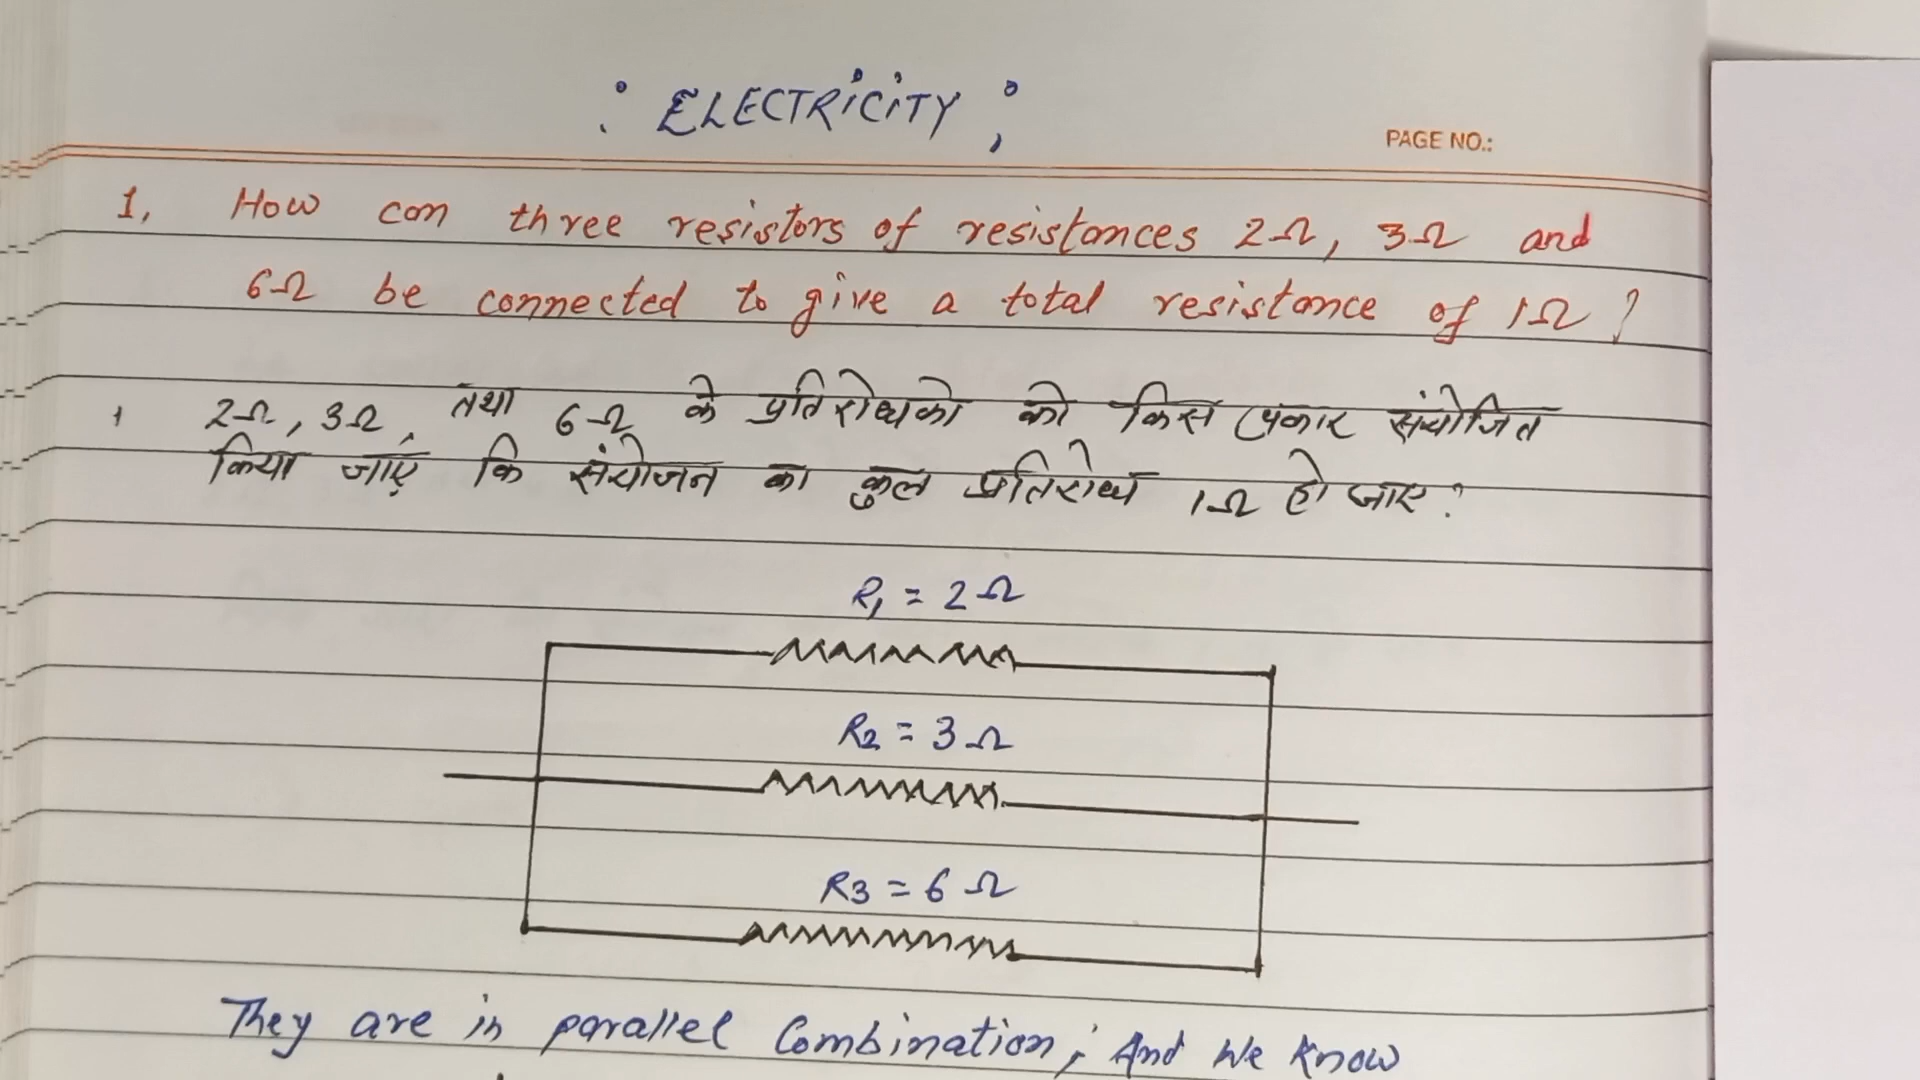 : ELECTRICITY ;
PAGE NO.:
1, How can three resistors of resistances 2Ω, 3Ω and
6Ω be connected to give a total resistance of 1Ω ?
2Ω, 3Ω, तथा 6Ω के प्रतिरोधको को किस प्रकार संयोजित
किया जाए कि संयोजन का कुल प्रतिरोध 1Ω हो जाए ?
R1 = 2Ω
R2 = 3Ω
R3 = 6Ω
They are in parallel Combination; And We Know